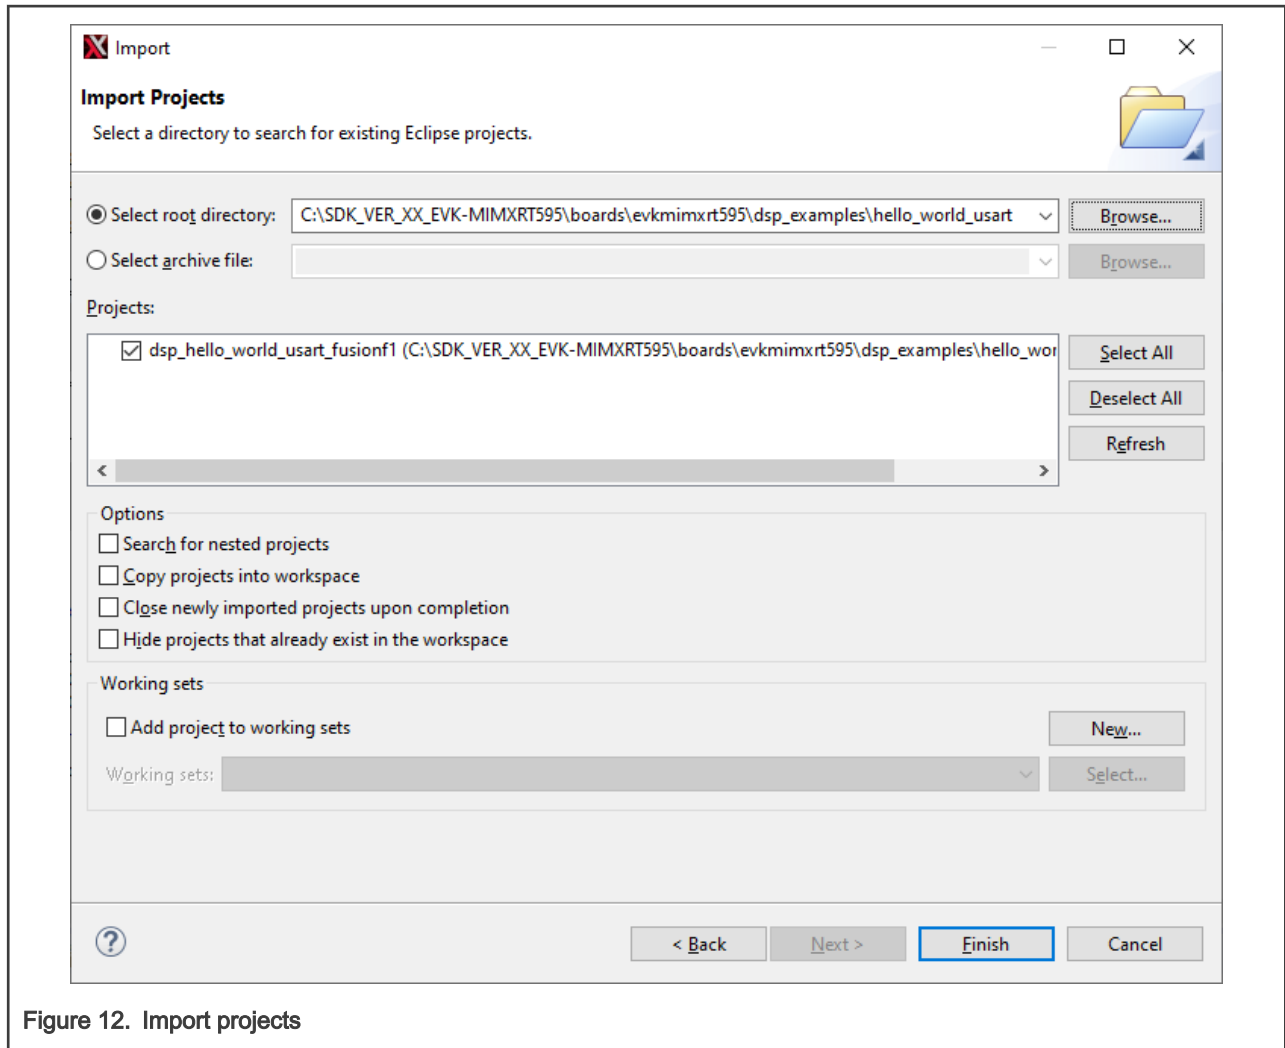 Import
Import Projects
Select a directory to search for existing Eclipse projects.
Select root directory: C:\SDK_VER_XX_EVK-MIMXRT595\boards\evkmimxrt595\dsp_examples\hello_world_usart Browse...
Select archive file: Browse...
Projects:
dsp_hello_world_usart_fusionf1 (C:\SDK_VER_XX_EVK-MIMXRT595\boards\evkmimxrt595\dsp_examples\hello_wor
Select All
Deselect All
Refresh
Options
Search for nested projects
Copy projects into workspace
Close newly imported projects upon completion
Hide projects that already exist in the workspace
Working sets
Add project to working sets New...
Working sets: Select...
? < Back Next > Finish Cancel
Figure 12. Import projects